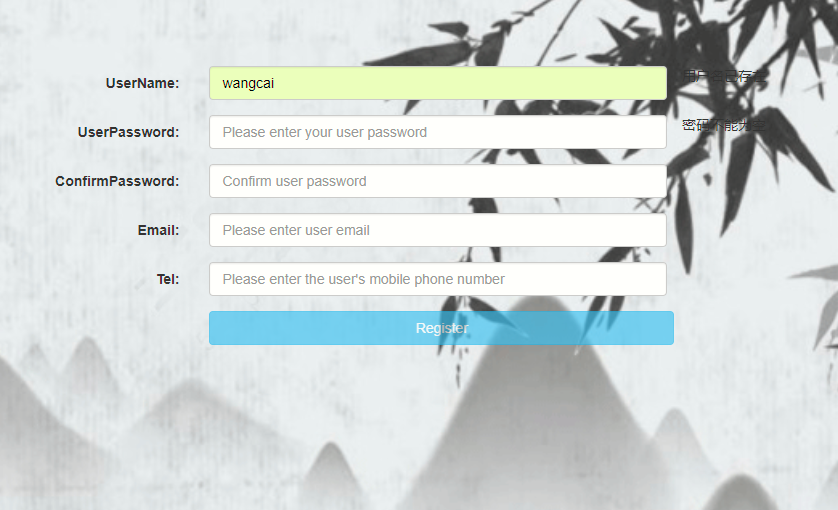 UserName:
wangcai
用户名已存在
UserPassword:
Please enter your user password
密码不能为空
ConfirmPassword:
Confirm user password
Email:
Please enter user email
Tel:
Please enter the user's mobile phone number
Register